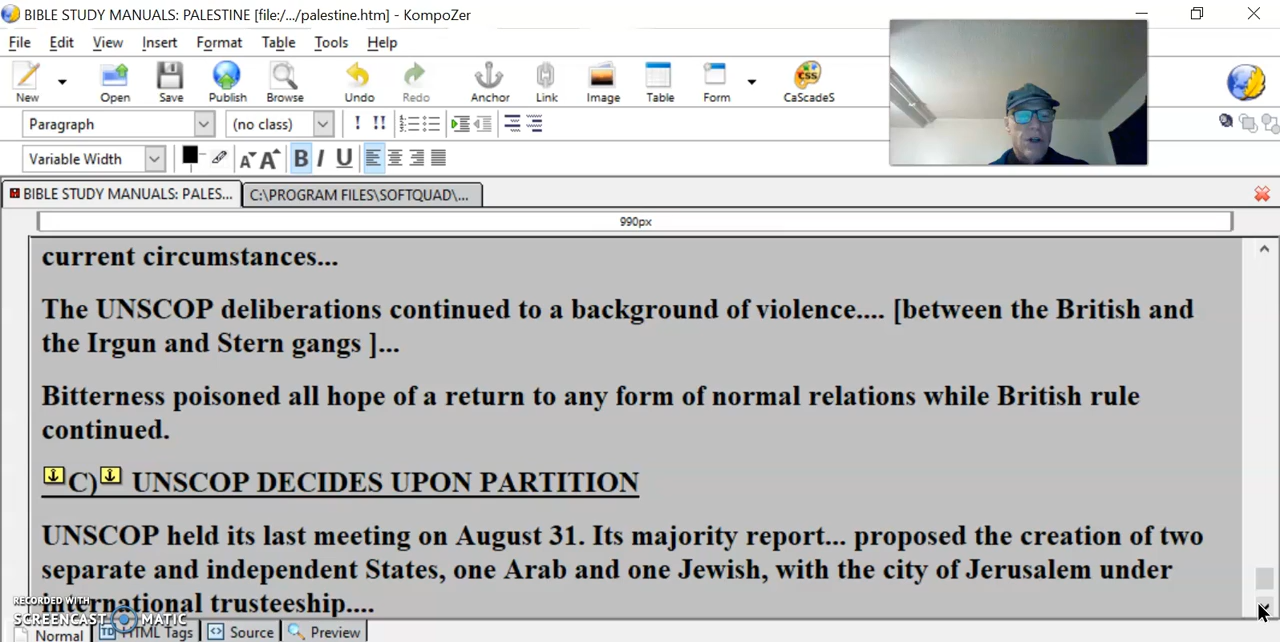 BIBLE STUDY MANUALS: PALESTINE [file:/.../palestine.htm] - KompoZer
File Edit View Insert Format Table Tools Help
New Open Save Publish Browse Undo Redo Anchor Link Image Table Form CaScadeS
Paragraph (no class) ! !!
Variable Width A A B I U
BIBLE STUDY MANUALS: PALES... C:\PROGRAM FILES\SOFTQUAD\...
990px
current circumstances...
The UNSCOP deliberations continued to a background of violence.... [between the British and
the Irgun and Stern gangs ]...
Bitterness poisoned all hope of a return to any form of normal relations while British rule
continued.
C) UNSCOP DECIDES UPON PARTITION
UNSCOP held its last meeting on August 31. Its majority report... proposed the creation of two
separate and independent States, one Arab and one Jewish, with the city of Jerusalem under
international trusteeship....
RECORDED WITH
SCREENCAST MATIC
Normal HTML Tags Source Preview